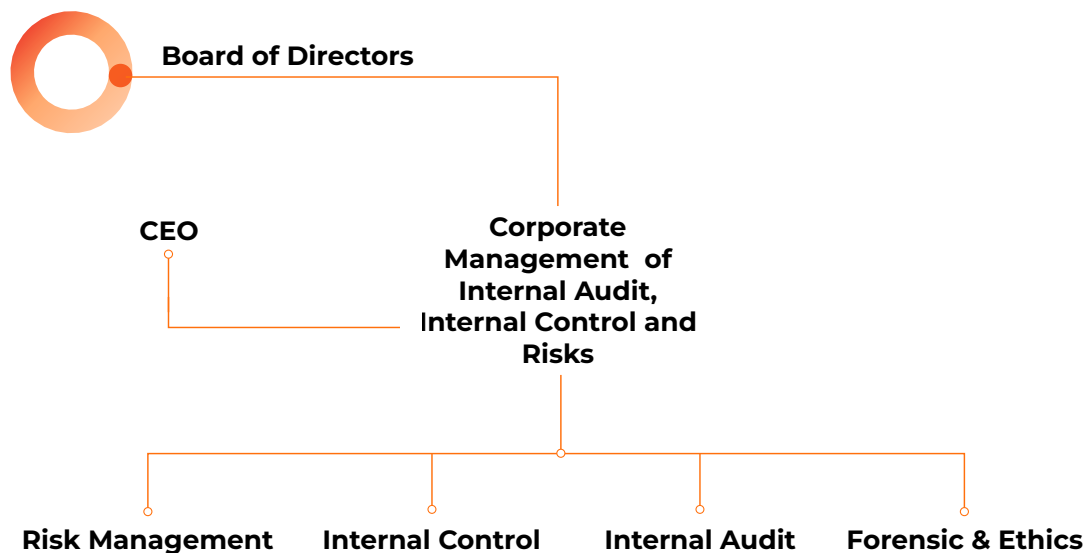 Board of Directors
CEO
Corporate
Management of
Internal Audit,
Internal Control and
Risks
Risk Management
Internal Control
Internal Audit
Forensic & Ethics